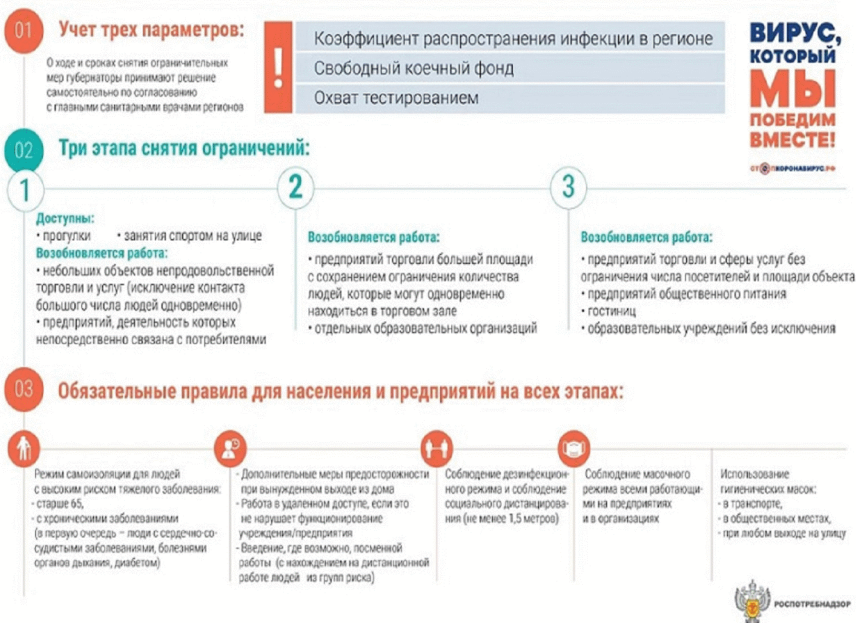 01
Учет трех параметров:
О ходе и сроках снятия ограничительных
мер губернаторы принимают решение
самостоятельно по согласованию
с главными санитарными врачами регионов
!
Коэффициент распространения инфекции в регионе
Свободный коечный фонд
Охват тестированием
ВИРУС,
КОТОРЫЙ
МЫ
ПОБЕДИМ
ВМЕСТЕ!
СТОПКОРОНАВИРУС.РФ
02
Три этапа снятия ограничений:
1
Доступны:
• прогулки • занятия спортом на улице
Возобновляется работа:
• небольших объектов непродовольственной
торговли и услуг (исключение контакта
большого числа людей одновременно)
• предприятий, деятельность которых
непосредственно связана с потребителями
2
Возобновляется работа:
• предприятий торговли большей площади
с сохранением ограничения количества
людей, которые могут одновременно
находиться в торговом зале
• отдельных образовательных организаций
3
Возобновляется работа:
• предприятий торговли и сферы услуг без
ограничения числа посетителей и площади объекта
• предприятий общественного питания
• гостиниц
• образовательных учреждений без исключения
03
Обязательные правила для населения и предприятий на всех этапах:
Режим самоизоляции для людей
с высоким риском тяжелого заболевания:
- старше 65,
- с хроническими заболеваниями
(в первую очередь – люди с сердечно-со-
судистыми заболеваниями, болезнями
органов дыхания, диабетом)
- Дополнительные меры предосторожности
при вынужденном выходе из дома
- Работа в удаленном доступе, если это
не нарушает функционирование
учреждения/предприятия
- Введение, где возможно, посменной
работы (с нахождением на дистанционной
работе людей из групп риска)
Соблюдение дезинфекцион-
ного режима и соблюдение
социального дистанцирова-
ния (не менее 1,5 метров)
Соблюдение масочного
режима всеми работающи-
ми на предприятиях
и в организациях
Использование
гигиенических масок:
- в транспорте,
- в общественных местах,
- при любом выходе на улицу
РОСПОТРЕБНАДЗОР